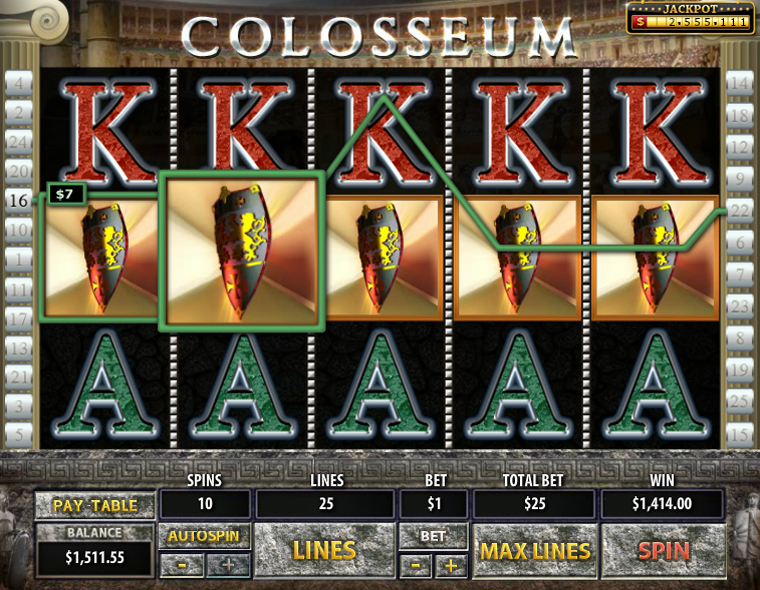 JACKPOT
$ 2.555.111
COLOSSEUM
K K K K K
4 14
2 18
24 12
20 9
16 $7 22
10 6
1 7
11 23
17
A A A A A
13 8
21 19
3 25
5 15
SPINS LINES BET TOTAL BET WIN
PAY-TABLE 10 25 $1 $25 $1,414.00
BALANCE AUTOSPIN LINES BET MAX LINES SPIN
$1,511.55 - + - +